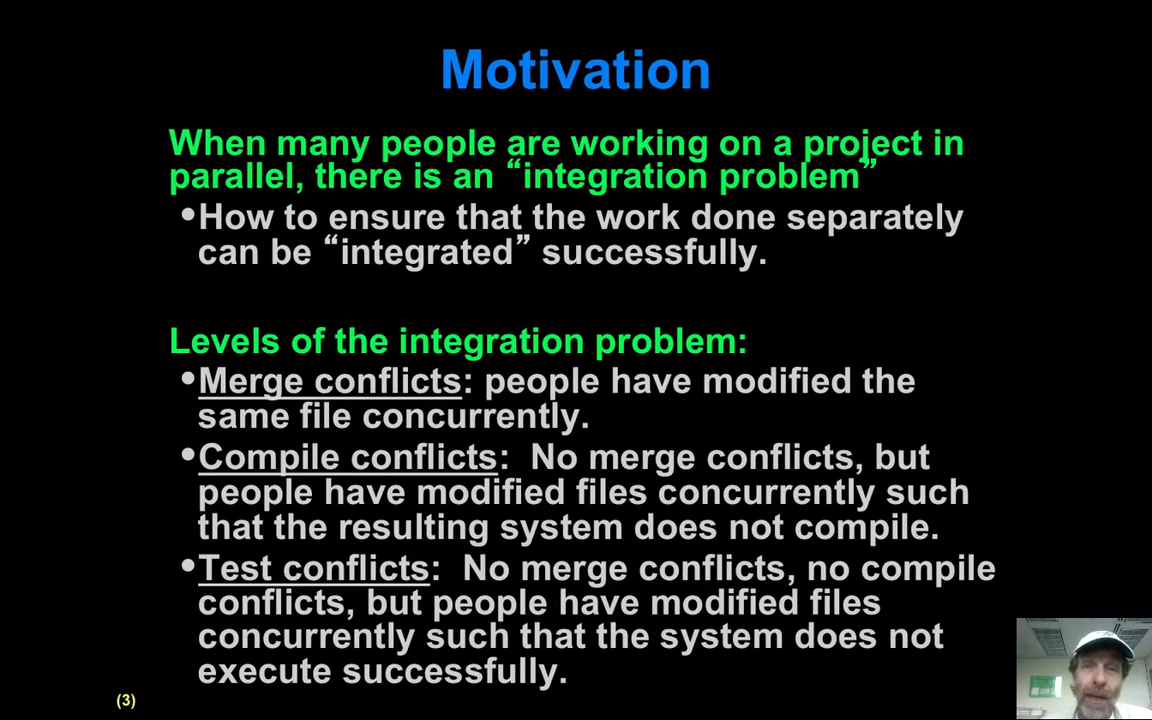 Motivation
When many people are working on a project in
parallel, there is an “integration problem”
•How to ensure that the work done separately
can be “integrated” successfully.
Levels of the integration problem:
•Merge conflicts: people have modified the
same file concurrently.
•Compile conflicts:  No merge conflicts, but
people have modified files concurrently such
that the resulting system does not compile.
•Test conflicts:  No merge conflicts, no compile
conflicts, but people have modified files
concurrently such that the system does not
execute successfully.
(3)